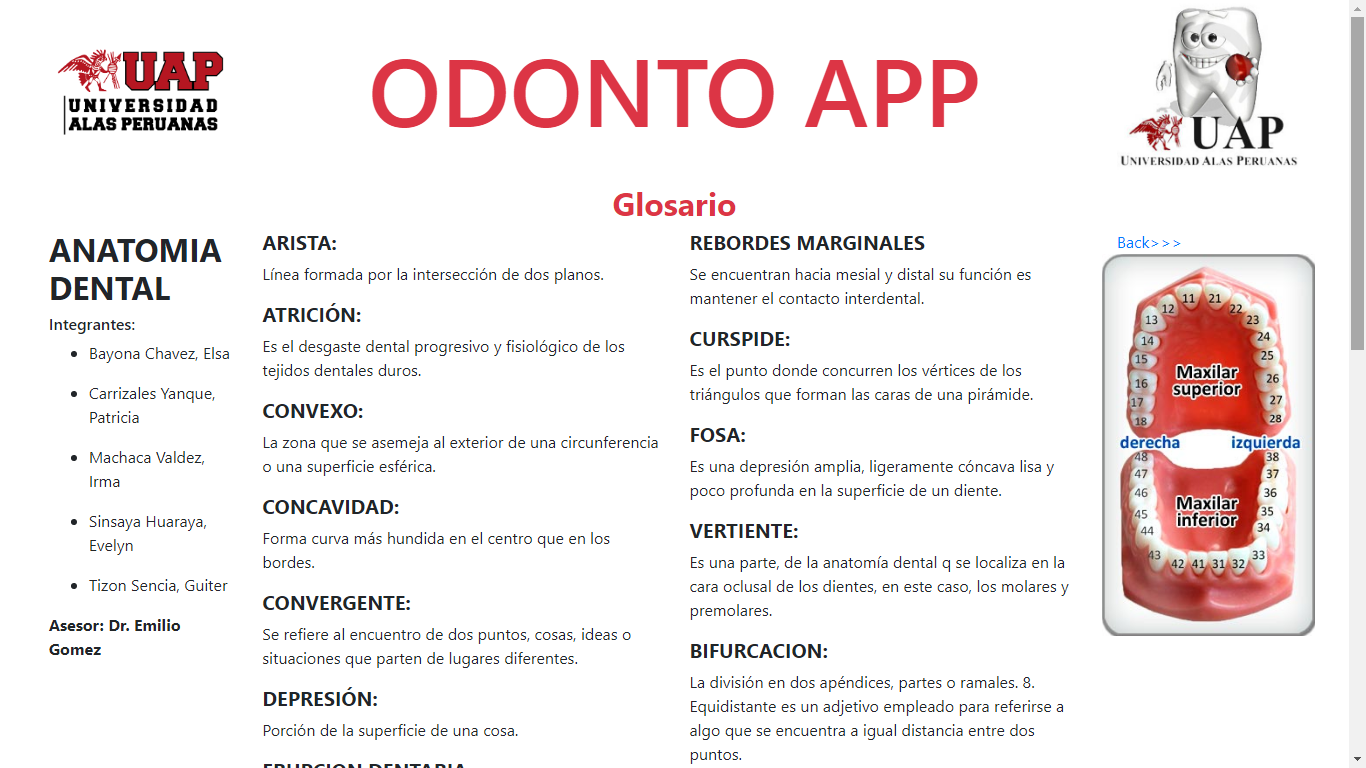 UAP
UNIVERSIDAD
ALAS PERUANAS
ODONTO APP
UAP
UNIVERSIDAD ALAS PERUANAS
Glosario
ANATOMIA
DENTAL
Integrantes:
Bayona Chavez, Elsa
Carrizales Yanque,
Patricia
Machaca Valdez,
Irma
Sinsaya Huaraya,
Evelyn
Tizon Sencia, Guiter
Asesor: Dr. Emilio
Gomez
ARISTA:
Línea formada por la intersección de dos planos.
ATRICIÓN:
Es el desgaste dental progresivo y fisiológico de los
tejidos dentales duros.
CONVEXO:
La zona que se asemeja al exterior de una circunferencia
o una superficie esférica.
CONCAVIDAD:
Forma curva más hundida en el centro que en los
bordes.
CONVERGENTE:
Se refiere al encuentro de dos puntos, cosas, ideas o
situaciones que parten de lugares diferentes.
DEPRESIÓN:
Porción de la superficie de una cosa.
ERUPCION DENTARIA
REBORDES MARGINALES
Se encuentran hacia mesial y distal su función es
mantener el contacto interdental.
CURSPIDE:
Es el punto donde concurren los vértices de los
triángulos que forman las caras de una pirámide.
FOSA:
Es una depresión amplia, ligeramente cóncava lisa y
poco profunda en la superficie de un diente.
VERTIENTE:
Es una parte, de la anatomía dental q se localiza en la
cara oclusal de los dientes, en este caso, los molares y
premolares.
BIFURCACION:
La división en dos apéndices, partes o ramales. 8.
Equidistante es un adjetivo empleado para referirse a
algo que se encuentra a igual distancia entre dos
puntos.
Back>>>
11 21
12 22
13 23
14 24
15 25
16 26
Maxilar
superior
17 27
18 28
derecha izquierda
48 38
47 37
46 36
Maxilar
inferior
45 35
44 34
43 33
42 41 31 32